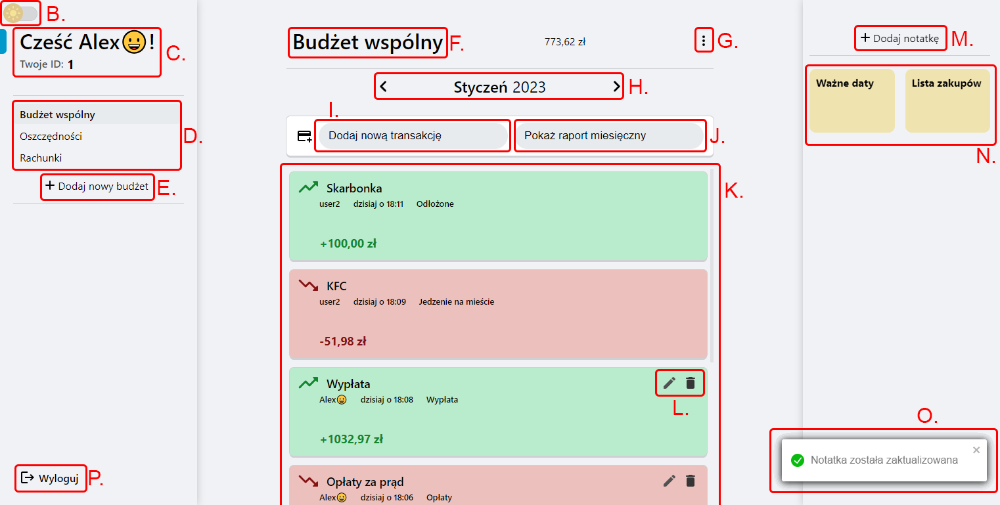 B.
Cześć Alex😀!
Twoje ID: 1
C.
Budżet wspólny
Oszczędności
Rachunki
D.
+ Dodaj nowy budżet
E.
Wyloguj
P.
Budżet wspólny
F.
773,62 zł
G.
Styczeń 2023
H.
I.
Dodaj nową transakcję
Pokaż raport miesięczny
J.
K.
Skarbonka
user2 dzisiaj o 18:11 Odłożone
+100,00 zł
KFC
user2 dzisiaj o 18:09 Jedzenie na mieście
-51,98 zł
Wypłata
Alex😀 dzisiaj o 18:08 Wypłata
+1032,97 zł
L.
Opłaty za prąd
Alex😀 dzisiaj o 18:06 Opłaty
+ Dodaj notatkę
M.
Ważne daty
Lista zakupów
N.
O.
Notatka została zaktualizowana